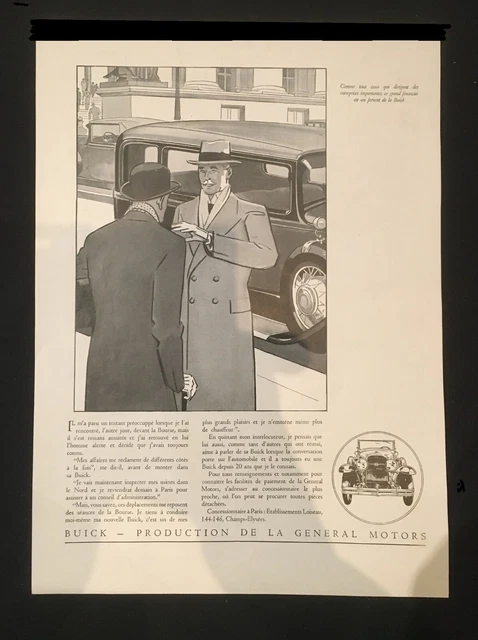 Comme tout ceux qui dirigent des
entreprises importantes ce grand financier
est un fervent de la Buick
IL m'a paru un instant préoccupé lorsque je l'ai
rencontré, l'autre jour, devant la Bourse, mais
il s'est ressaisi aussitôt et j'ai retrouvé en lui
l'homme alerte et décidé que j'avais toujours
connu.
"Mes affaires me réclament de différents côtés
à la fois", me dit-il, avant de monter dans
sa Buick.
"Je vais maintenant inspecter mes usines dans
le Nord et je reviendrai demain à Paris pour
assister à un conseil d'administration."
"Mais, vous savez, ces déplacements me reposent
des séances de la Bourse. Je tiens à conduire
moi-même ma nouvelle Buick, c'est un de mes
plus grands plaisirs et je n'emmène même plus
de chauffeur".
En quittant mon interlocuteur, je pensais que
lui aussi, comme tant d'autres qui ont réussi,
aime à parler de sa Buick lorsque la conversation
porte sur l'automobile et il a toujours eu une
Buick depuis 20 ans que je le connais.
Pour tous renseignements et notamment pour
connaître les facilités de paiement de la General
Motors, s'adresser au concessionnaire le plus
proche, où l'on peut se procurer toutes pièces
détachées.
Concessionnaire à Paris : Etablissements Loiseau,
144-146, Champs-Elysées.
BUICK — PRODUCTION DE LA GENERAL MOTORS